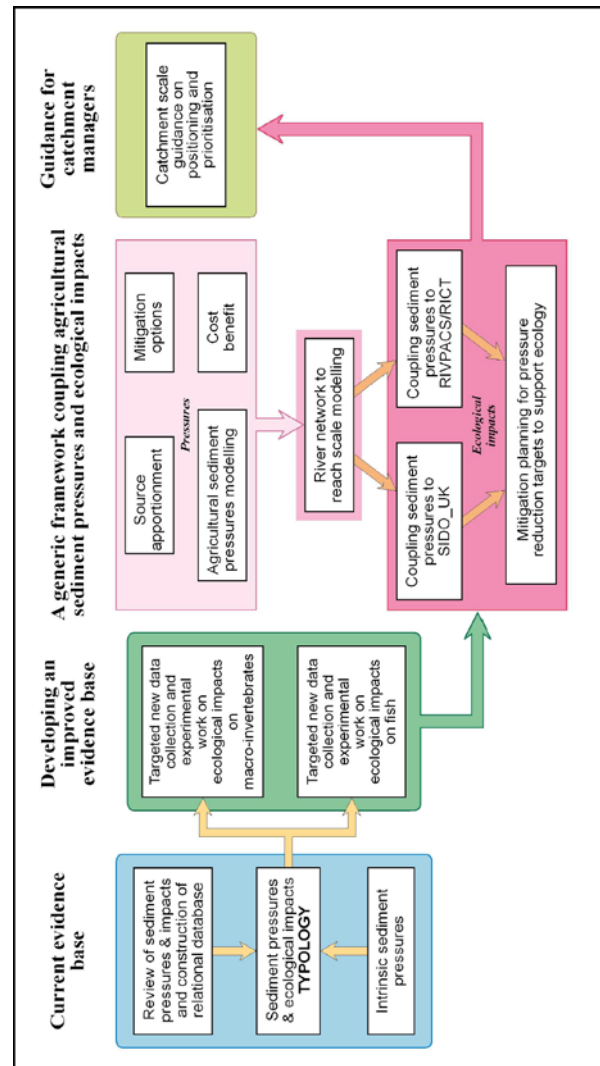 Current evidence
base
Review of sediment
pressures & impacts
and construction of
relational database
Sediment pressures
& ecological impacts
TYPOLOGY
Intrinsic sediment
pressures
Developing an
improved
evidence base
Targeted new data
collection and
experimental
work on
ecological impacts
on
macro-invertebrates
Targeted new data
collection and
experimental
work on
ecological impacts
on fish
A generic framework coupling agricultural
sediment pressures and ecological impacts
Source
apportionment
Mitigation
options
Pressures
Agricultural sediment
pressures modelling
Cost
benefit
River network to
reach scale modelling
Coupling sediment
pressures to
SIDO_UK
Coupling sediment
pressures to
RIVPACS/RICT
Ecological
impacts
Mitigation planning for pressure
reduction targets to support ecology
Guidance for
catchment
managers
Catchment scale
guidance on
positioning and
prioritisation